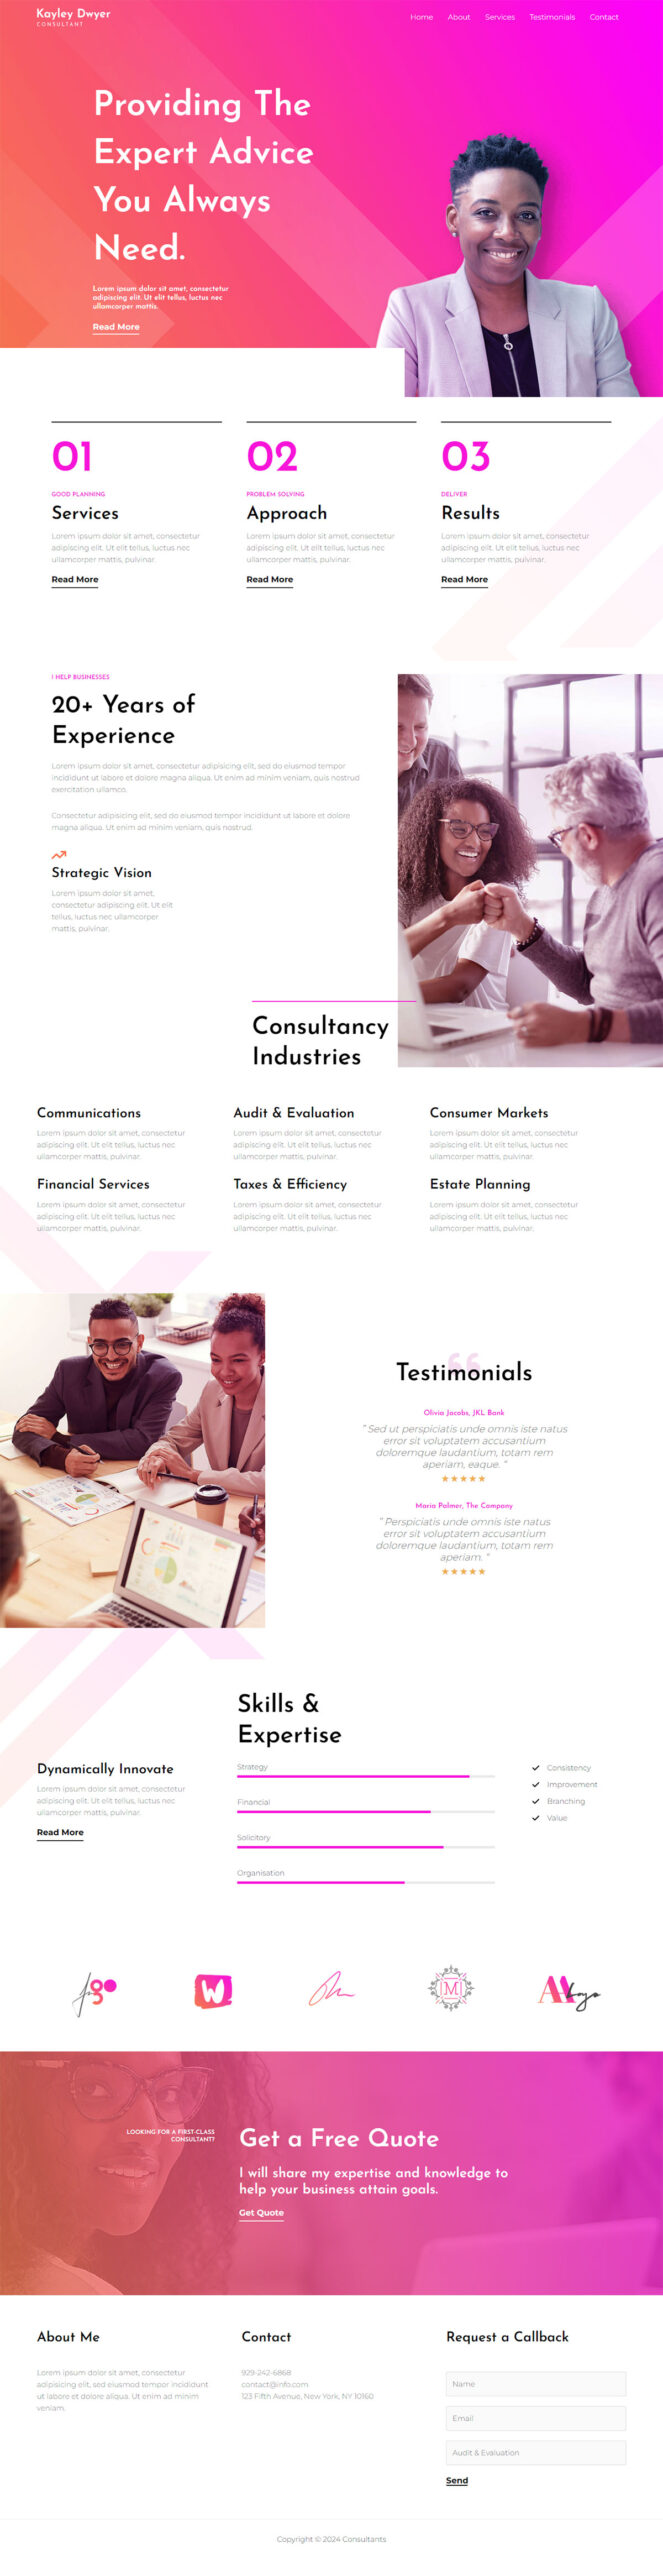 Kayley Dwyer
CONSULTANT
Home About Services Testimonials Contact
Providing The
Expert Advice
You Always
Need.
Lorem ipsum dolor sit amet, consectetur
adipiscing elit. Ut elit tellus, luctus nec
ullamcorper mattis.
Read More
01
GOOD PLANNING
Services
Lorem ipsum dolor sit amet, consectetur
adipiscing elit. Ut elit tellus, luctus nec
ullamcorper mattis, pulvinar.
Read More
02
PROBLEM SOLVING
Approach
Lorem ipsum dolor sit amet, consectetur
adipiscing elit. Ut elit tellus, luctus nec
ullamcorper mattis, pulvinar.
Read More
03
DELIVER
Results
Lorem ipsum dolor sit amet, consectetur
adipiscing elit. Ut elit tellus, luctus nec
ullamcorper mattis, pulvinar.
Read More
I HELP BUSINESSES
20+ Years of
Experience
Lorem ipsum dolor sit amet, consectetur adipisicing elit, sed do eiusmod tempor
incididunt ut labore et dolore magna aliqua. Ut enim ad minim veniam, quis nostrud
exercitation ullamco.
Consectetur adipisicing elit, sed do eiusmod tempor incididunt ut labore et dolore
magna aliqua. Ut enim ad minim veniam, quis nostrud.
Strategic Vision
Lorem ipsum dolor sit amet,
consectetur adipiscing elit. Ut elit
tellus, luctus nec ullamcorper
mattis, pulvinar.
Consultancy
Industries
Communications
Lorem ipsum dolor sit amet, consectetur
adipiscing elit. Ut elit tellus, luctus nec
ullamcorper mattis, pulvinar.
Audit & Evaluation
Lorem ipsum dolor sit amet, consectetur
adipiscing elit. Ut elit tellus, luctus nec
ullamcorper mattis, pulvinar.
Consumer Markets
Lorem ipsum dolor sit amet, consectetur
adipiscing elit. Ut elit tellus, luctus nec
ullamcorper mattis, pulvinar.
Financial Services
Lorem ipsum dolor sit amet, consectetur
adipiscing elit. Ut elit tellus, luctus nec
ullamcorper mattis, pulvinar.
Taxes & Efficiency
Lorem ipsum dolor sit amet, consectetur
adipiscing elit. Ut elit tellus, luctus nec
ullamcorper mattis, pulvinar.
Estate Planning
Lorem ipsum dolor sit amet, consectetur
adipiscing elit. Ut elit tellus, luctus nec
ullamcorper mattis, pulvinar.
Testimonials
Olivia Jacobs, JKL Bank
" Sed ut perspiciatis unde omnis iste natus
error sit voluptatem accusantium
doloremque laudantium, totam rem
aperiam, eaque. "
Maria Palmer, The Company
" Perspiciatis unde omnis iste natus
error sit voluptatem accusantium
doloremque laudantium, totam rem
aperiam. "
Skills &
Expertise
Dynamically Innovate
Lorem ipsum dolor sit amet, consectetur
adipiscing elit. Ut elit tellus, luctus nec
ullamcorper mattis, pulvinar.
Read More
Strategy
Financial
Solicitory
Organisation
Consistency
Improvement
Branching
Value
W
M
LOOKING FOR A FIRST-CLASS
CONSULTANT?
Get a Free Quote
I will share my expertise and knowledge to
help your business attain goals.
Get Quote
About Me
Lorem ipsum dolor sit amet, consectetur
adipisicing elit, sed do eiusmod tempor incididunt
ut labore et dolore aliqua. Ut enim ad minim
veniam.
Contact
929-242-6868
contact@info.com
123 Fifth Avenue, New York, NY 10160
Request a Callback
Name
Email
Audit & Evaluation
Send
Copyright © 2024 Consultants